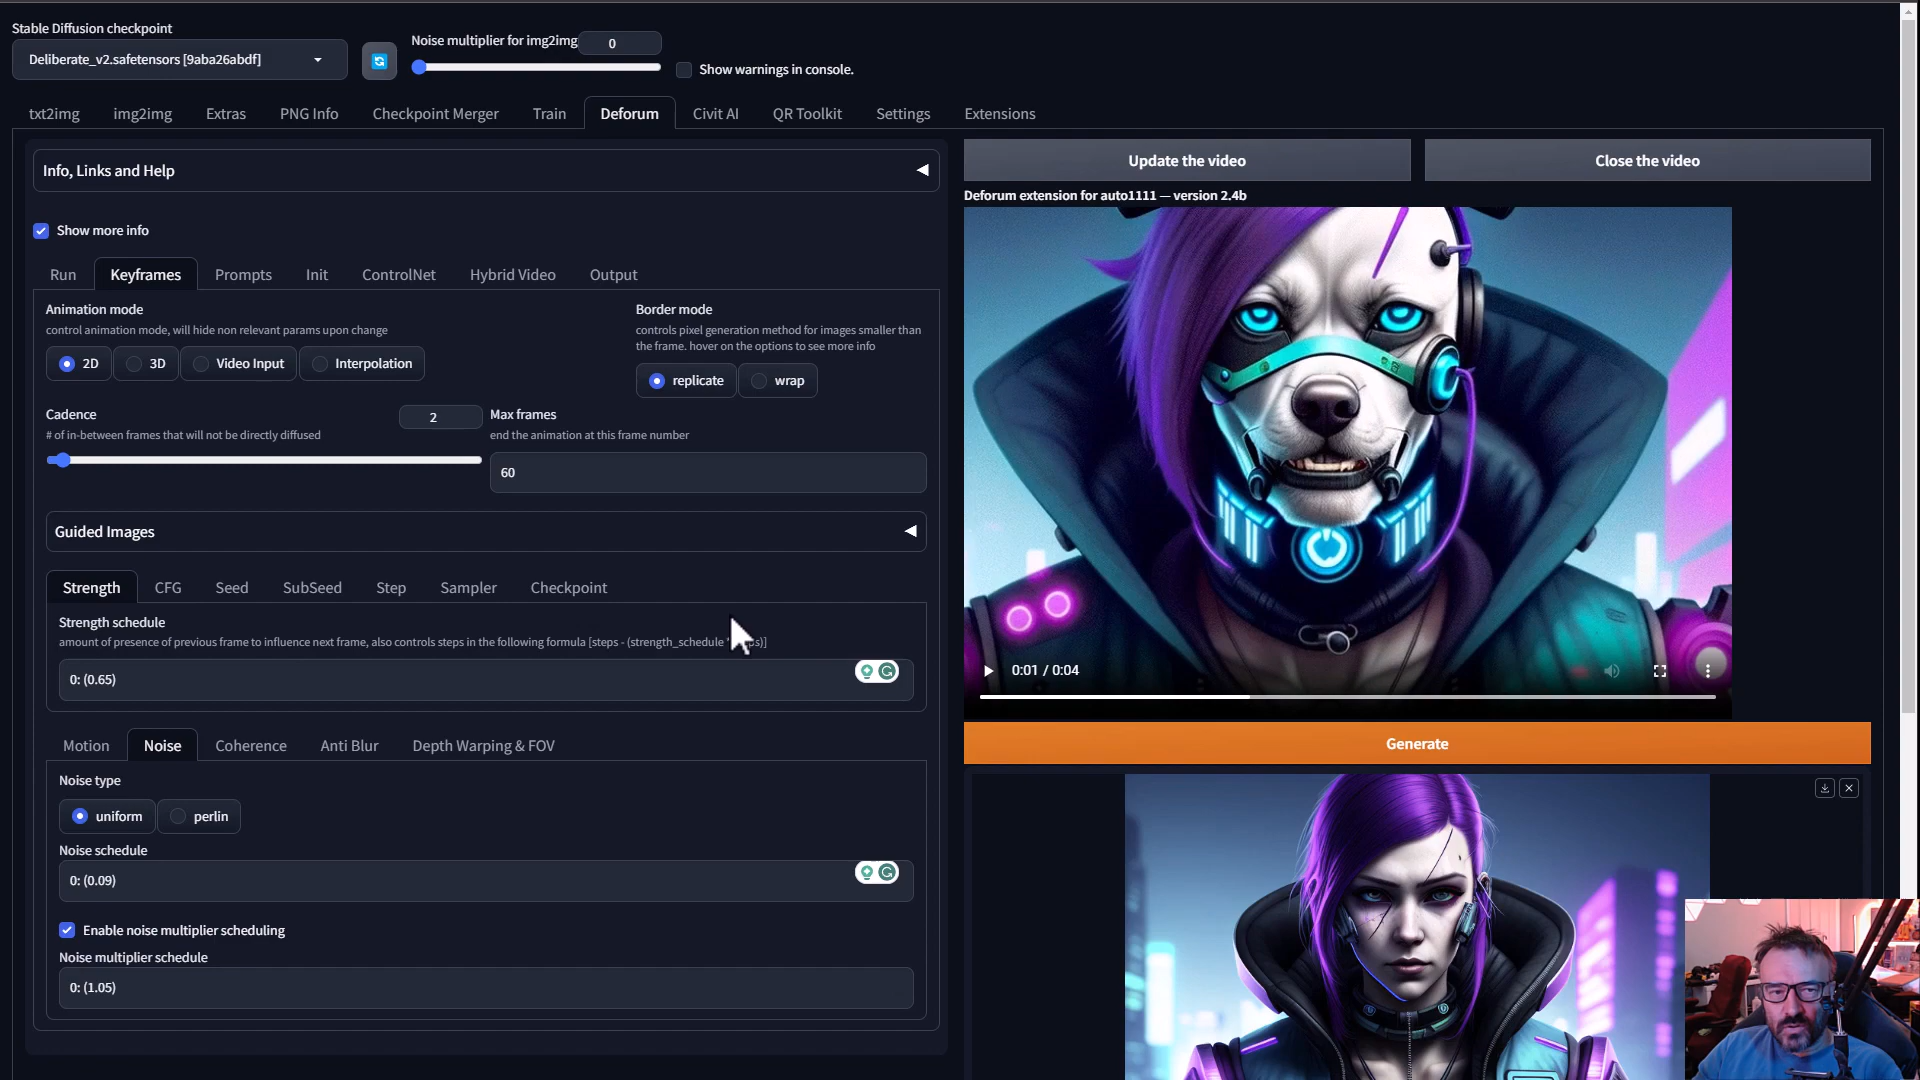 Stable Diffusion checkpoint
Deliberate_v2.safetensors [9aba26abdf]
Noise multiplier for img2img
0
Show warnings in console.
txt2img
img2img
Extras
PNG Info
Checkpoint Merger
Train
Deforum
Civit AI
QR Toolkit
Settings
Extensions
Info, Links and Help
Show more info
Run
Keyframes
Prompts
Init
ControlNet
Hybrid Video
Output
Animation mode
control animation mode, will hide non relevant params upon change
2D
3D
Video Input
Interpolation
Border mode
controls pixel generation method for images smaller than
the frame. hover on the options to see more info
replicate
wrap
Cadence
# of in-between frames that will not be directly diffused
2
Max frames
end the animation at this frame number
60
Guided Images
Strength
CFG
Seed
SubSeed
Step
Sampler
Checkpoint
Strength schedule
amount of presence of previous frame to influence next frame, also controls steps in the following formula [steps - (strength_schedule
0: (0.65)
Motion
Noise
Coherence
Anti Blur
Depth Warping & FOV
Noise type
uniform
perlin
Noise schedule
0: (0.09)
Enable noise multiplier scheduling
Noise multiplier schedule
0: (1.05)
Update the video
Close the video
Deforum extension for auto1111 — version 2.4b
0:01 / 0:04
Generate